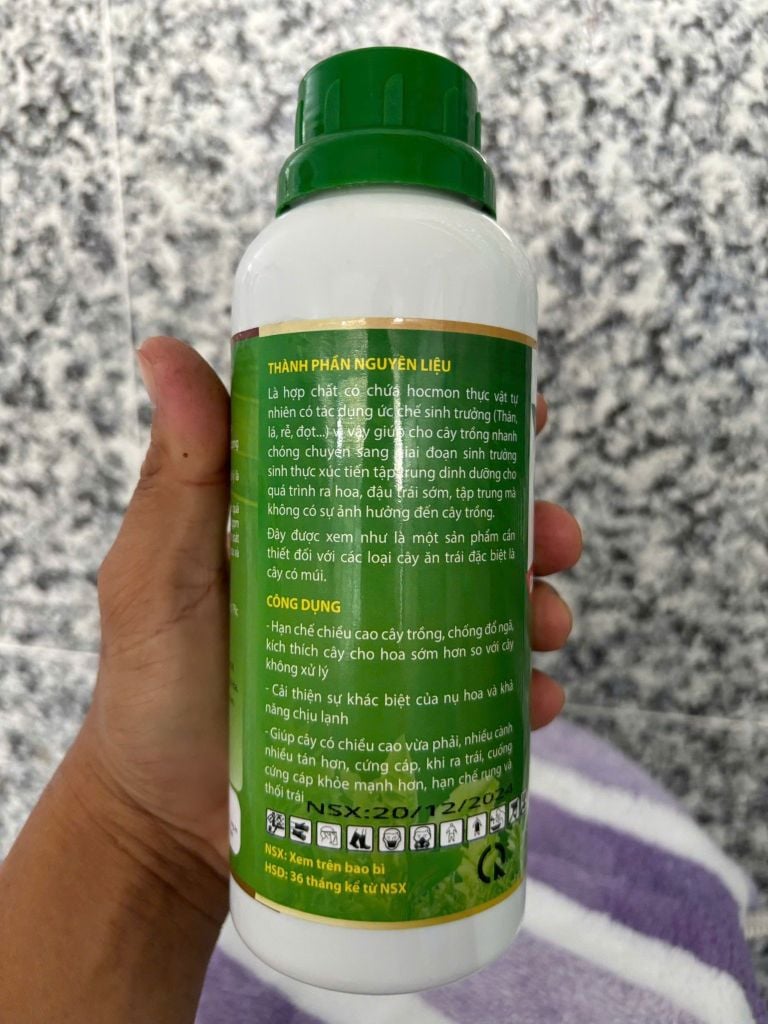 THÀNH PHẦN NGUYÊN LIỆU
Là hợp chất có chứa hocmon thực vật tự
nhiên có tác dụng ức chế sinh trưởng (Thân,
lá, rễ, đọt...) vì vậy giúp cho cây trồng nhanh
chóng chuyển sang giai đoạn sinh trưởng
sinh thực xúc tiến tập trung dinh dưỡng cho
quá trình ra hoa, đậu trái sớm, tập trung mà
không có sự ảnh hưởng đến cây trồng.
Đây được xem như là một sản phẩm cần
thiết đối với các loại cây ăn trái đặc biệt là
cây có múi.
CÔNG DỤNG
- Hạn chế chiều cao cây trồng, chống đổ ngã,
kích thích cây cho hoa sớm hơn so với cây
không xử lý
- Cải thiện sự khác biệt của nụ hoa và khả
năng chịu lạnh
- Giúp cây có chiều cao vừa phải, nhiều cành
nhiều tán hơn, cứng cáp, khi ra trái, cuống
cứng cáp khỏe mạnh hơn, hạn chế rụng và
thối trái
NSX:20/12/2024
NSX: Xem trên bao bì
HSD: 36 tháng kể từ NSX